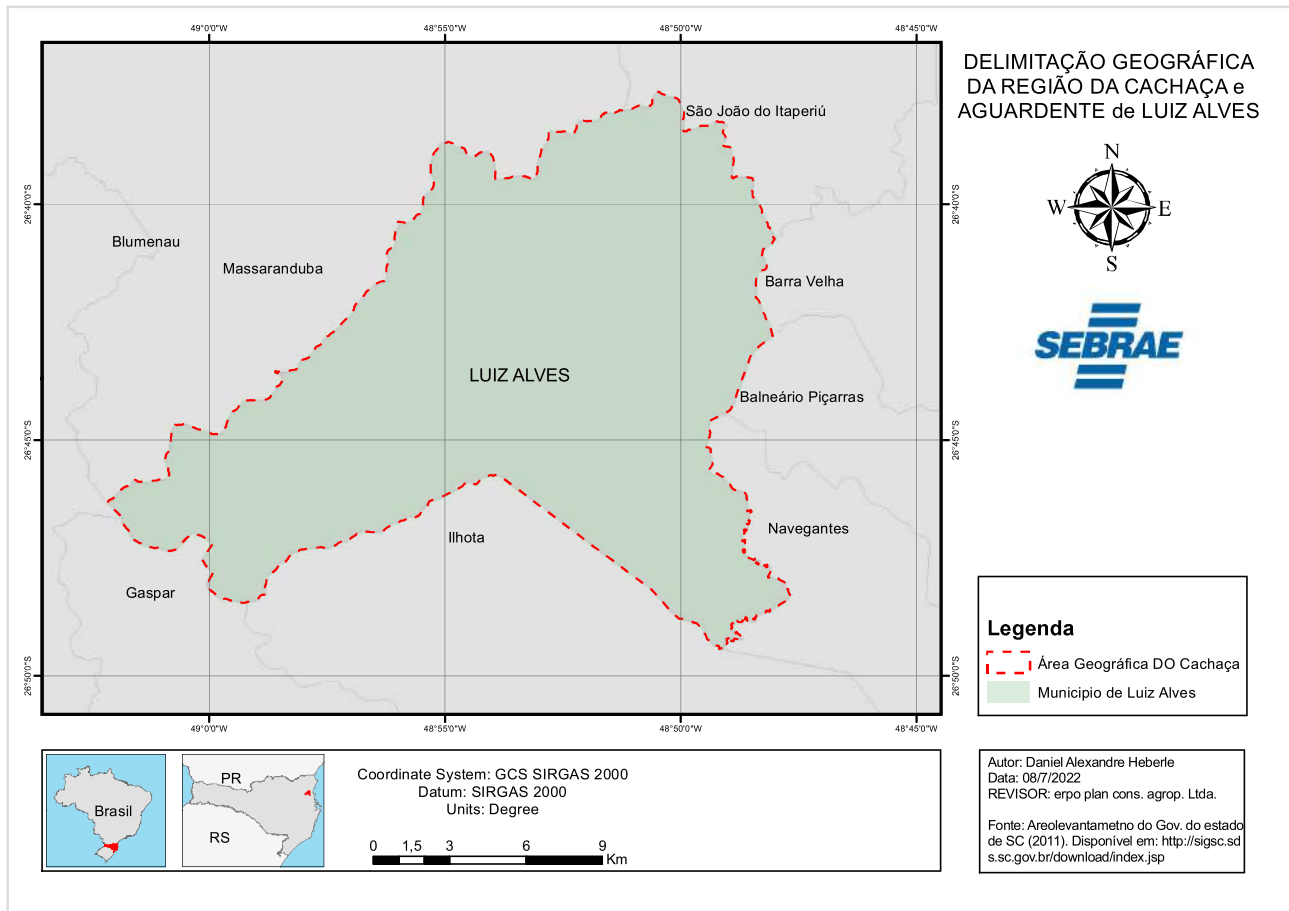 49°0'0"W
48°55'0"W
48°50'0"W
48°45'0"W
26°40'0"S
26°45'0"S
26°50'0"S
26°40'0"S
26°45'0"S
26°50'0"S
São João do Itaperiú
Blumenau
Massaranduba
Barra Velha
LUIZ ALVES
Balneário Piçarras
Navegantes
Ilhota
Gaspar
49°0'0"W
48°55'0"W
48°50'0"W
48°45'0"W
DELIMITAÇÃO GEOGRÁFICA
DA REGIÃO DA CACHAÇA e
AGUARDENTE de LUIZ ALVES
N
W
E
S
SEBRAE
Legenda
Área Geográfica DO Cachaça
Municipio de Luiz Alves
Brasil
PR
RS
Coordinate System: GCS SIRGAS 2000
Datum: SIRGAS 2000
Units: Degree
0 1,5 3 6 9
Km
Autor: Daniel Alexandre Heberle
Data: 08/7/2022
REVISOR: erpo plan cons. agrop. Ltda.
Fonte: Areolevantametno do Gov. do estado
de SC (2011). Disponível em: http://sigsc.sd
s.sc.gov.br/download/index.jsp